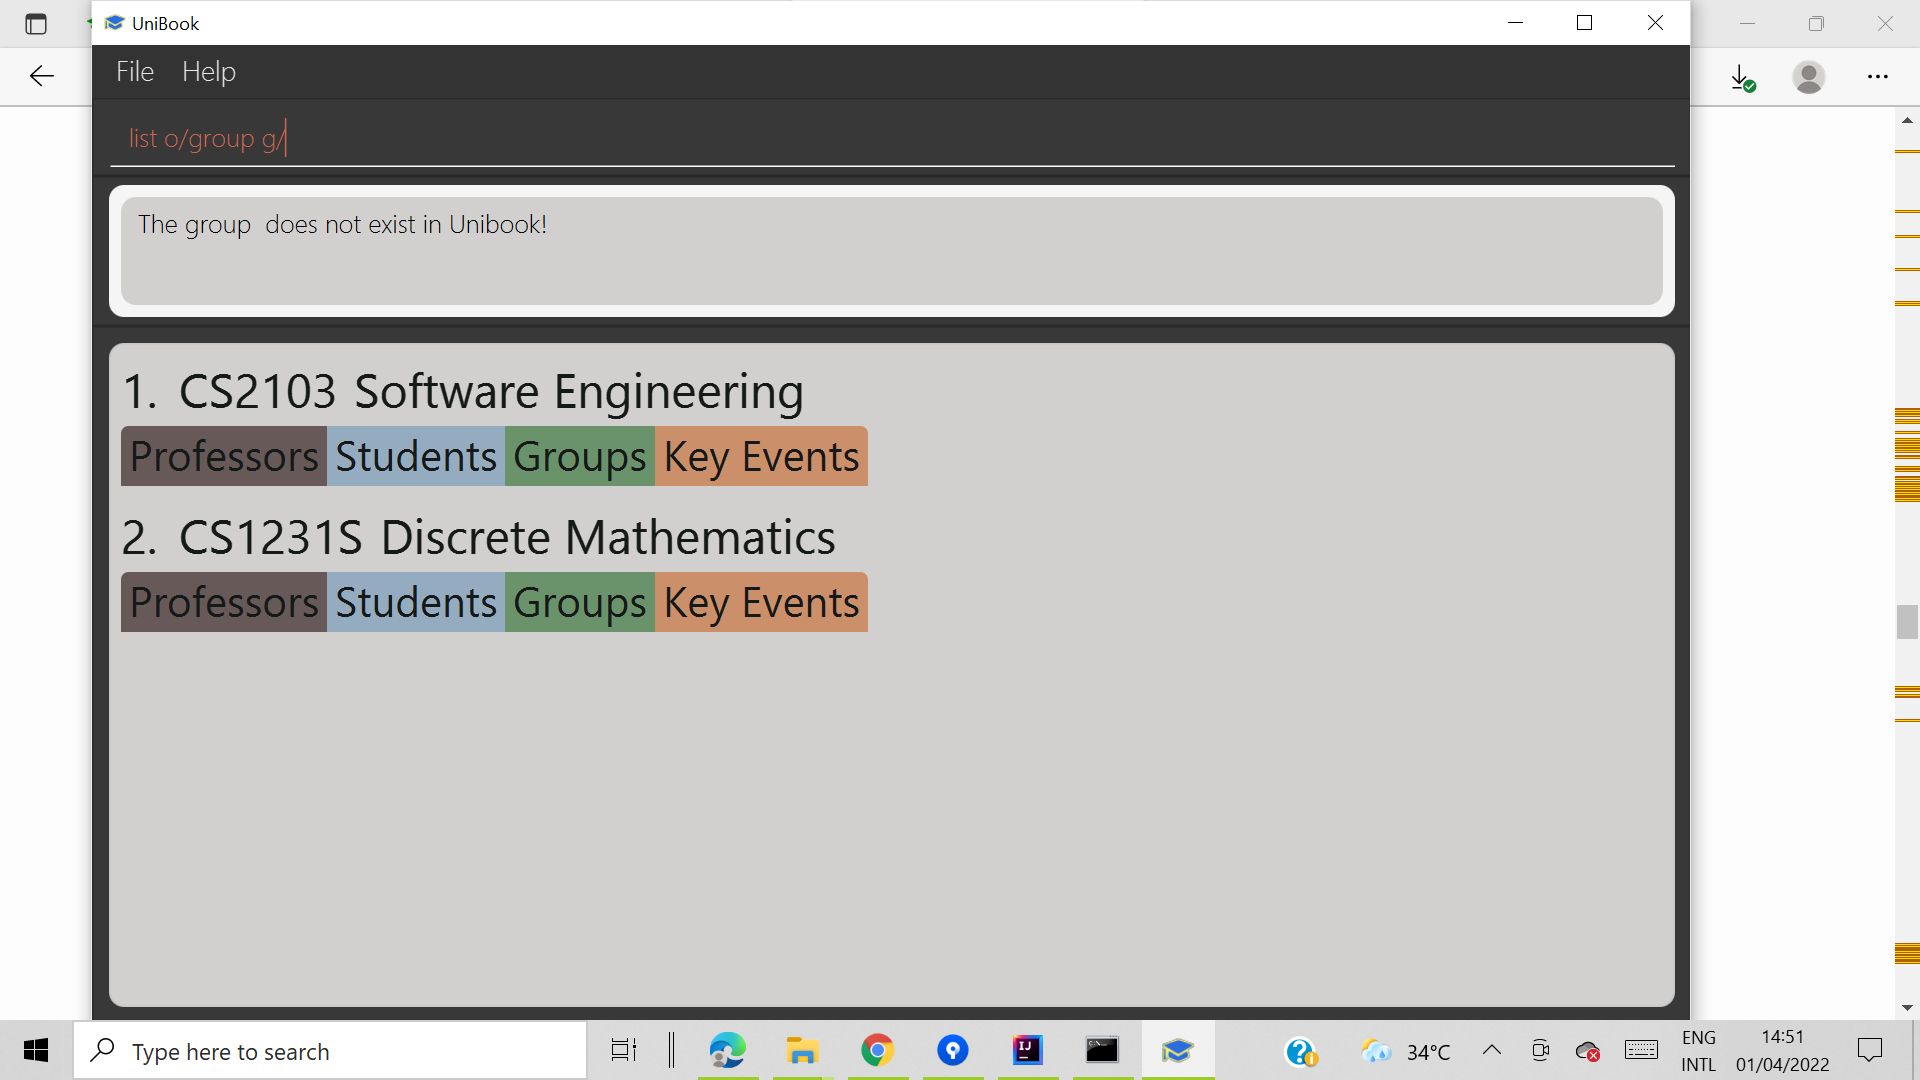 UniBook
File Help
list o/group g/
The group  does not exist in Unibook!
1. CS2103 Software Engineering
Professors Students Groups Key Events
2. CS1231S Discrete Mathematics
Professors Students Groups Key Events
Type here to search
34°C
ENG
INTL
14:51
01/04/2022